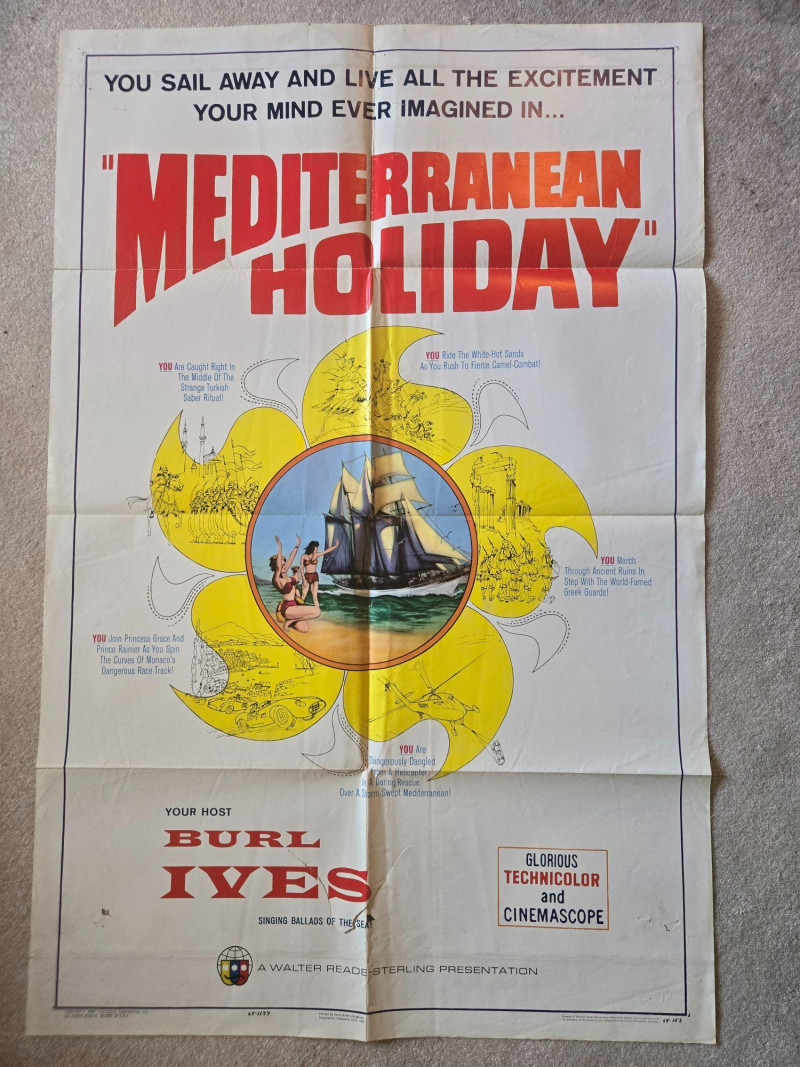 YOU SAIL AWAY AND LIVE ALL THE EXCITEMENT
YOUR MIND EVER IMAGINED IN...
"MEDITERRANEAN
HOLIDAY"
YOU Are Caught Right In
The Middle Of The
Strange Turkish
Saber Ritual!
YOU Ride The White-Hot Sands
As You Rush To Fierce Camel-Combat!
YOU March
Through Ancient Ruins In
Step With The World-Famed
Greek Guards!
YOU Join Princess Grace And
Prince Rainier As You Spin
The Curves Of Monaco's
Dangerous Race Track!
YOU Are
Dangerously Dangled
From A Helicopter
In A Daring Rescue
Over A Storm-Swept Mediterranean!
YOUR HOST
BURL
IVES
SINGING BALLADS OF THE SEA
GLORIOUS
TECHNICOLOR
and
CINEMASCOPE
A WALTER READE-STERLING PRESENTATION